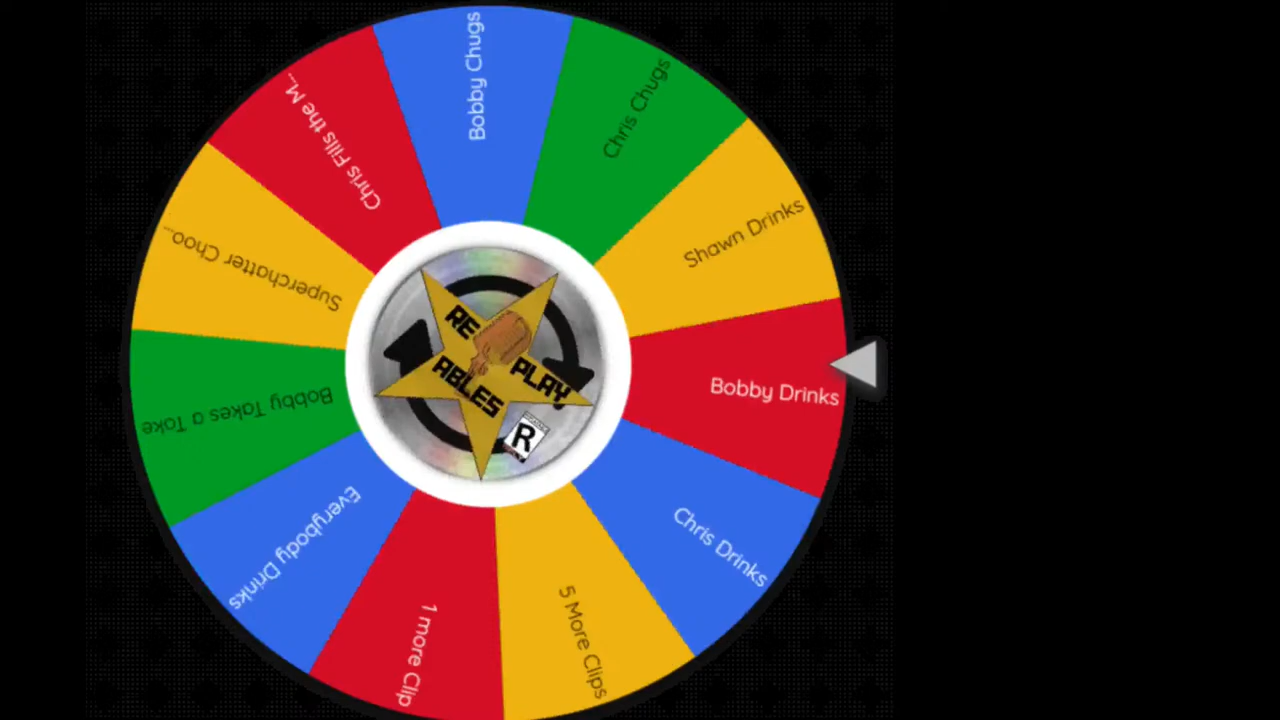 Bobby Chugs
Chris Chugs
Shawn Drinks
Bobby Drinks
Chris Drinks
5 More Clips
1 more Clip
Everybody Drinks
Bobby Takes a Toke
Superchatter Choo...
Chris Fills the M...
RE
PLAY
ABLES
R